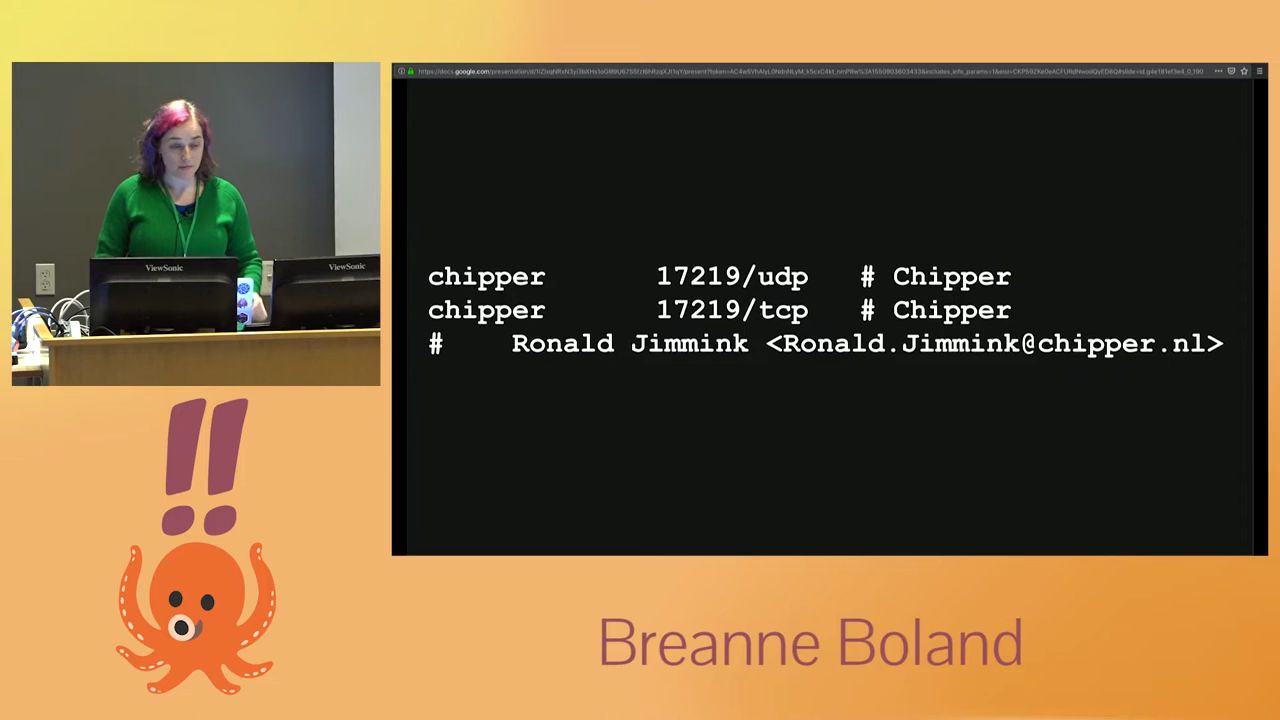 ViewSonic
ViewSonic
chipper 17219/udp # Chipper
chipper 17219/tcp # Chipper
# Ronald Jimmink <Ronald.Jimmink@chipper.nl>
!!
Breanne Boland